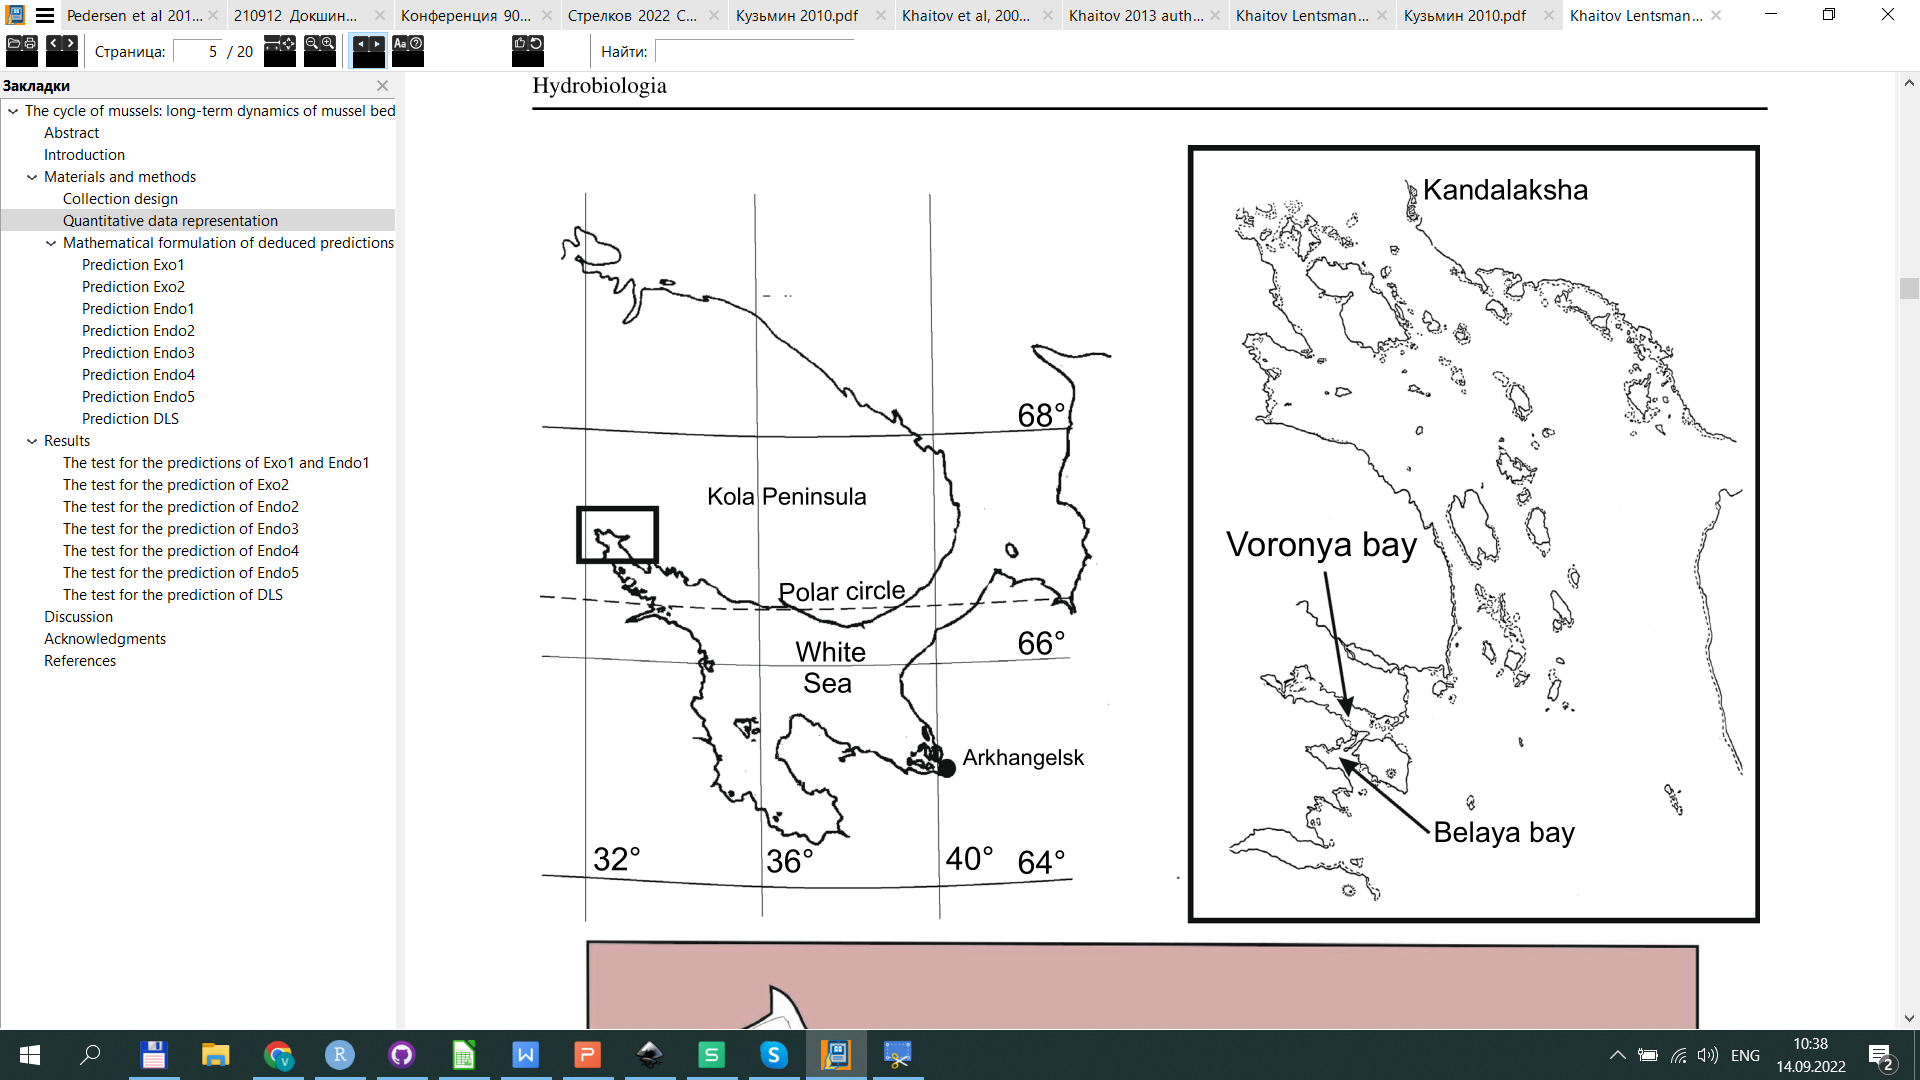 Pedersen et al 201...
210912 Докшин...
Конференция 90...
Стрелков 2022 С...
Кузьмин 2010.pdf
Khaitov et al, 200...
Khaitov 2013 auth...
Khaitov Lentsman...
Кузьмин 2010.pdf
Khaitov Lentsman...
Страница: 5 / 20
Aa
Найти:
Закладки
The cycle of mussels: long-term dynamics of mussel bed
Abstract
Introduction
Materials and methods
Collection design
Quantitative data representation
Mathematical formulation of deduced predictions
Prediction Exo1
Prediction Exo2
Prediction Endo1
Prediction Endo2
Prediction Endo3
Prediction Endo4
Prediction Endo5
Prediction DLS
Results
The test for the predictions of Exo1 and Endo1
The test for the prediction of Exo2
The test for the prediction of Endo2
The test for the prediction of Endo3
The test for the prediction of Endo4
The test for the prediction of Endo5
The test for the prediction of DLS
Discussion
Acknowledgments
References
Hydrobiologia
68°
Kola Peninsula
Polar circle
White
Sea
66°
Arkhangelsk
32°
36°
40°
64°
Kandalaksha
Voronya bay
Belaya bay
ENG
10:38
14.09.2022
2